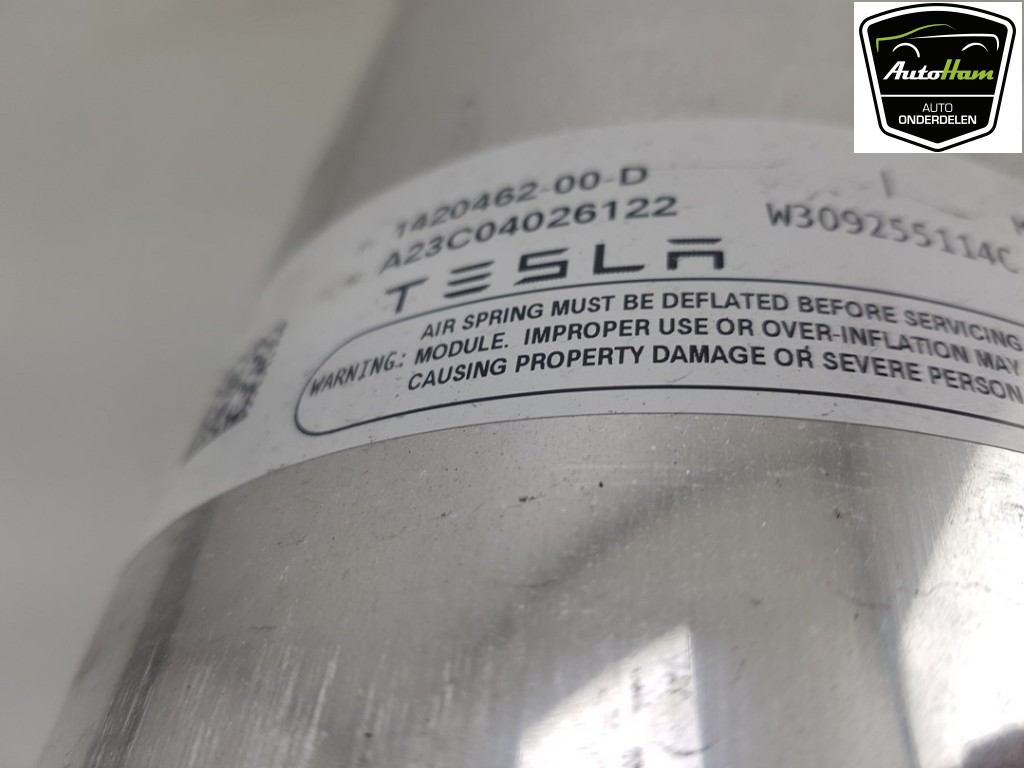 AutoHam
AUTO
ONDERDELEN
1420462-00-D
A23C04026122
W309255114C
TESLA
WARNING: AIR SPRING MUST BE DEFLATED BEFORE SERVICING
MODULE. IMPROPER USE OR OVER-INFLATION MAY
CAUSING PROPERTY DAMAGE OR SEVERE PERSON